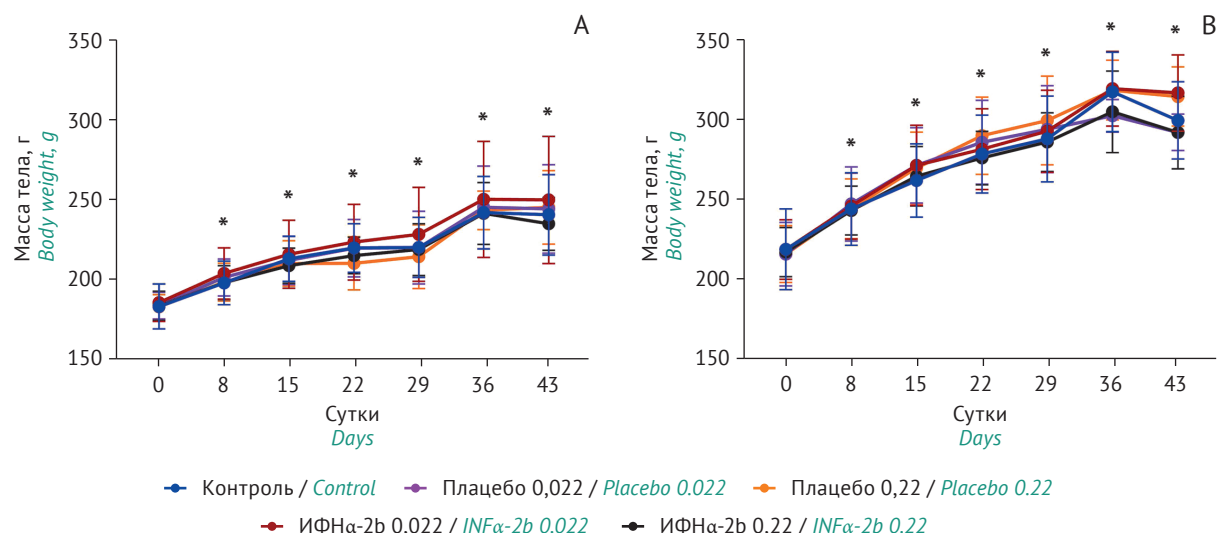 A
350
300
250
200
150
Масса тела, г
Body weight, g
* * * * * * *
0 8 15 22 29 36 43
Сутки
Days
B
350
300
250
200
150
Масса тела, г
Body weight, g
* * * * * * *
0 8 15 22 29 36 43
Сутки
Days
Контроль / Control Плацебо 0,022 / Placebo 0.022 Плацебо 0,22 / Placebo 0.22
ИФНα-2b 0,022 / INFα-2b 0.022 ИФНα-2b 0.22 / INFα-2b 0.22